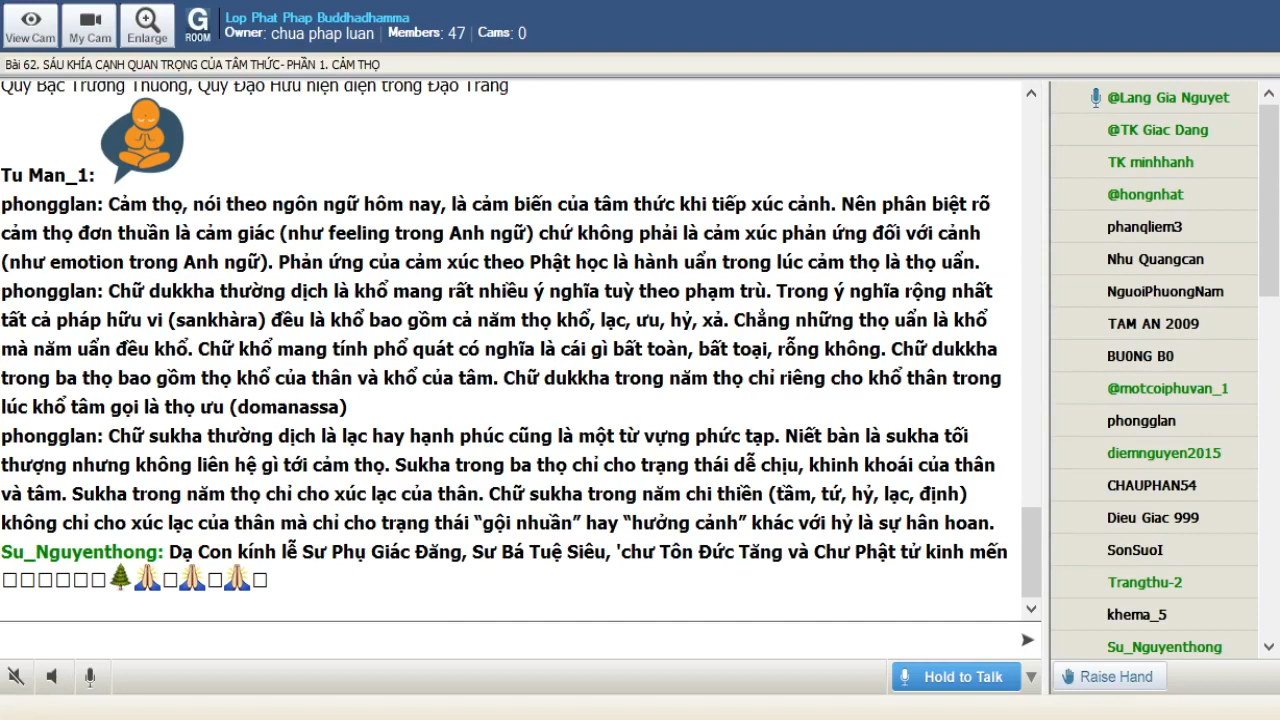 View Cam
My Cam
Enlarge
G
ROOM
Lop Phat Phap Buddhadhamma
Owner: chua phap luan | Members: 47 | Cams: 0
Bài 62. SÁU KHÍA CẠNH QUAN TRỌNG CỦA TÂM THỨC- PHẦN 1. CẢM THỌ
Quý Bậc Trưởng Thượng, Quý Đạo Hữu hiện diện trong Đạo Tràng
Tu Man_1:
phongglan: Cảm thọ, nói theo ngôn ngữ hôm nay, là cảm biến của tâm thức khi tiếp xúc cảnh. Nên phân biệt rõ
cảm thọ đơn thuần là cảm giác (như feeling trong Anh ngữ) chứ không phải là cảm xúc phản ứng đối với cảnh
(như emotion trong Anh ngữ). Phản ứng của cảm xúc theo Phật học là hành uẩn trong lúc cảm thọ là thọ uẩn.
phongglan: Chữ dukkha thường dịch là khổ mang rất nhiều ý nghĩa tuỳ theo phạm trù. Trong ý nghĩa rộng nhất
tất cả pháp hữu vi (sankhàra) đều là khổ bao gồm cả năm thọ khổ, lạc, ưu, hỷ, xả. Chẳng những thọ uẩn là khổ
mà năm uẩn đều khổ. Chữ khổ mang tính phổ quát có nghĩa là cái gì bất toàn, bất toại, rỗng không. Chữ dukkha
trong ba thọ bao gồm thọ khổ của thân và khổ của tâm. Chữ dukkha trong năm thọ chỉ riêng cho khổ thân trong
lúc khổ tâm gọi là thọ ưu (domanassa)
phongglan: Chữ sukha thường dịch là lạc hay hạnh phúc cũng là một từ vựng phức tạp. Niết bàn là sukha tối
thượng nhưng không liên hệ gì tới cảm thọ. Sukha trong ba thọ chỉ cho trạng thái dễ chịu, khinh khoái của thân
và tâm. Sukha trong năm thọ chỉ cho xúc lạc của thân. Chữ sukha trong năm chi thiền (tầm, tứ, hỷ, lạc, định)
không chỉ cho xúc lạc của thân mà chỉ cho trạng thái “gội nhuần” hay “hưởng cảnh” khác với hỷ là sự hân hoan.
Su_Nguyenthong: Dạ Con kính lễ Sư Phụ Giác Đăng, Sư Bá Tuệ Siêu, 'chư Tôn Đức Tăng và Chư Phật tử kinh mến
@Lang Gia Nguyet
@TK Giac Dang
TK minhhanh
@hongnhat
phanqliem3
Nhu Quangcan
NguoiPhuongNam
TAM AN 2009
BU0NG B0
@motcoiphuvan_1
phongglan
diemnguyen2015
CHAUPHAN54
Dieu Giac 999
SonSuoI
Trangthu-2
khema_5
Su_Nguyenthong
Hold to Talk
Raise Hand